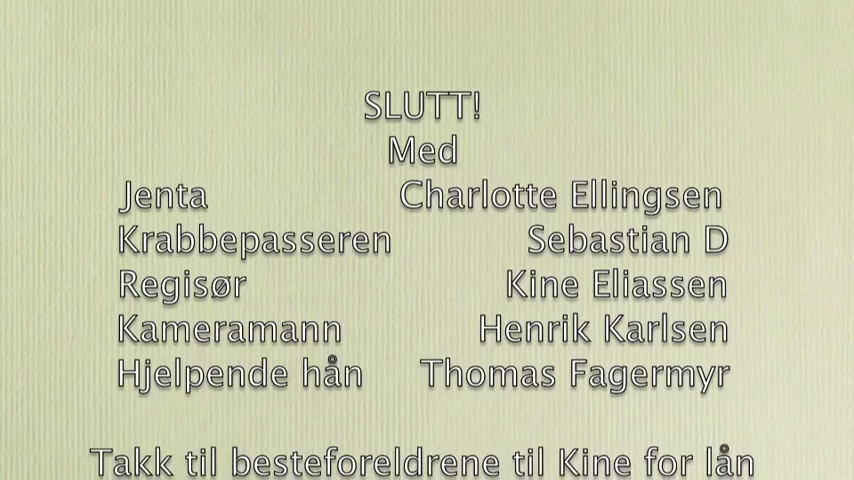 SLUTT!
Med
Jenta Charlotte Ellingsen
Krabbepasseren Sebastian D
Regisør Kine Eliassen
Kameramann Henrik Karlsen
Hjelpende hån Thomas Fagermyr
Takk til besteforeldrene til Kine for lån